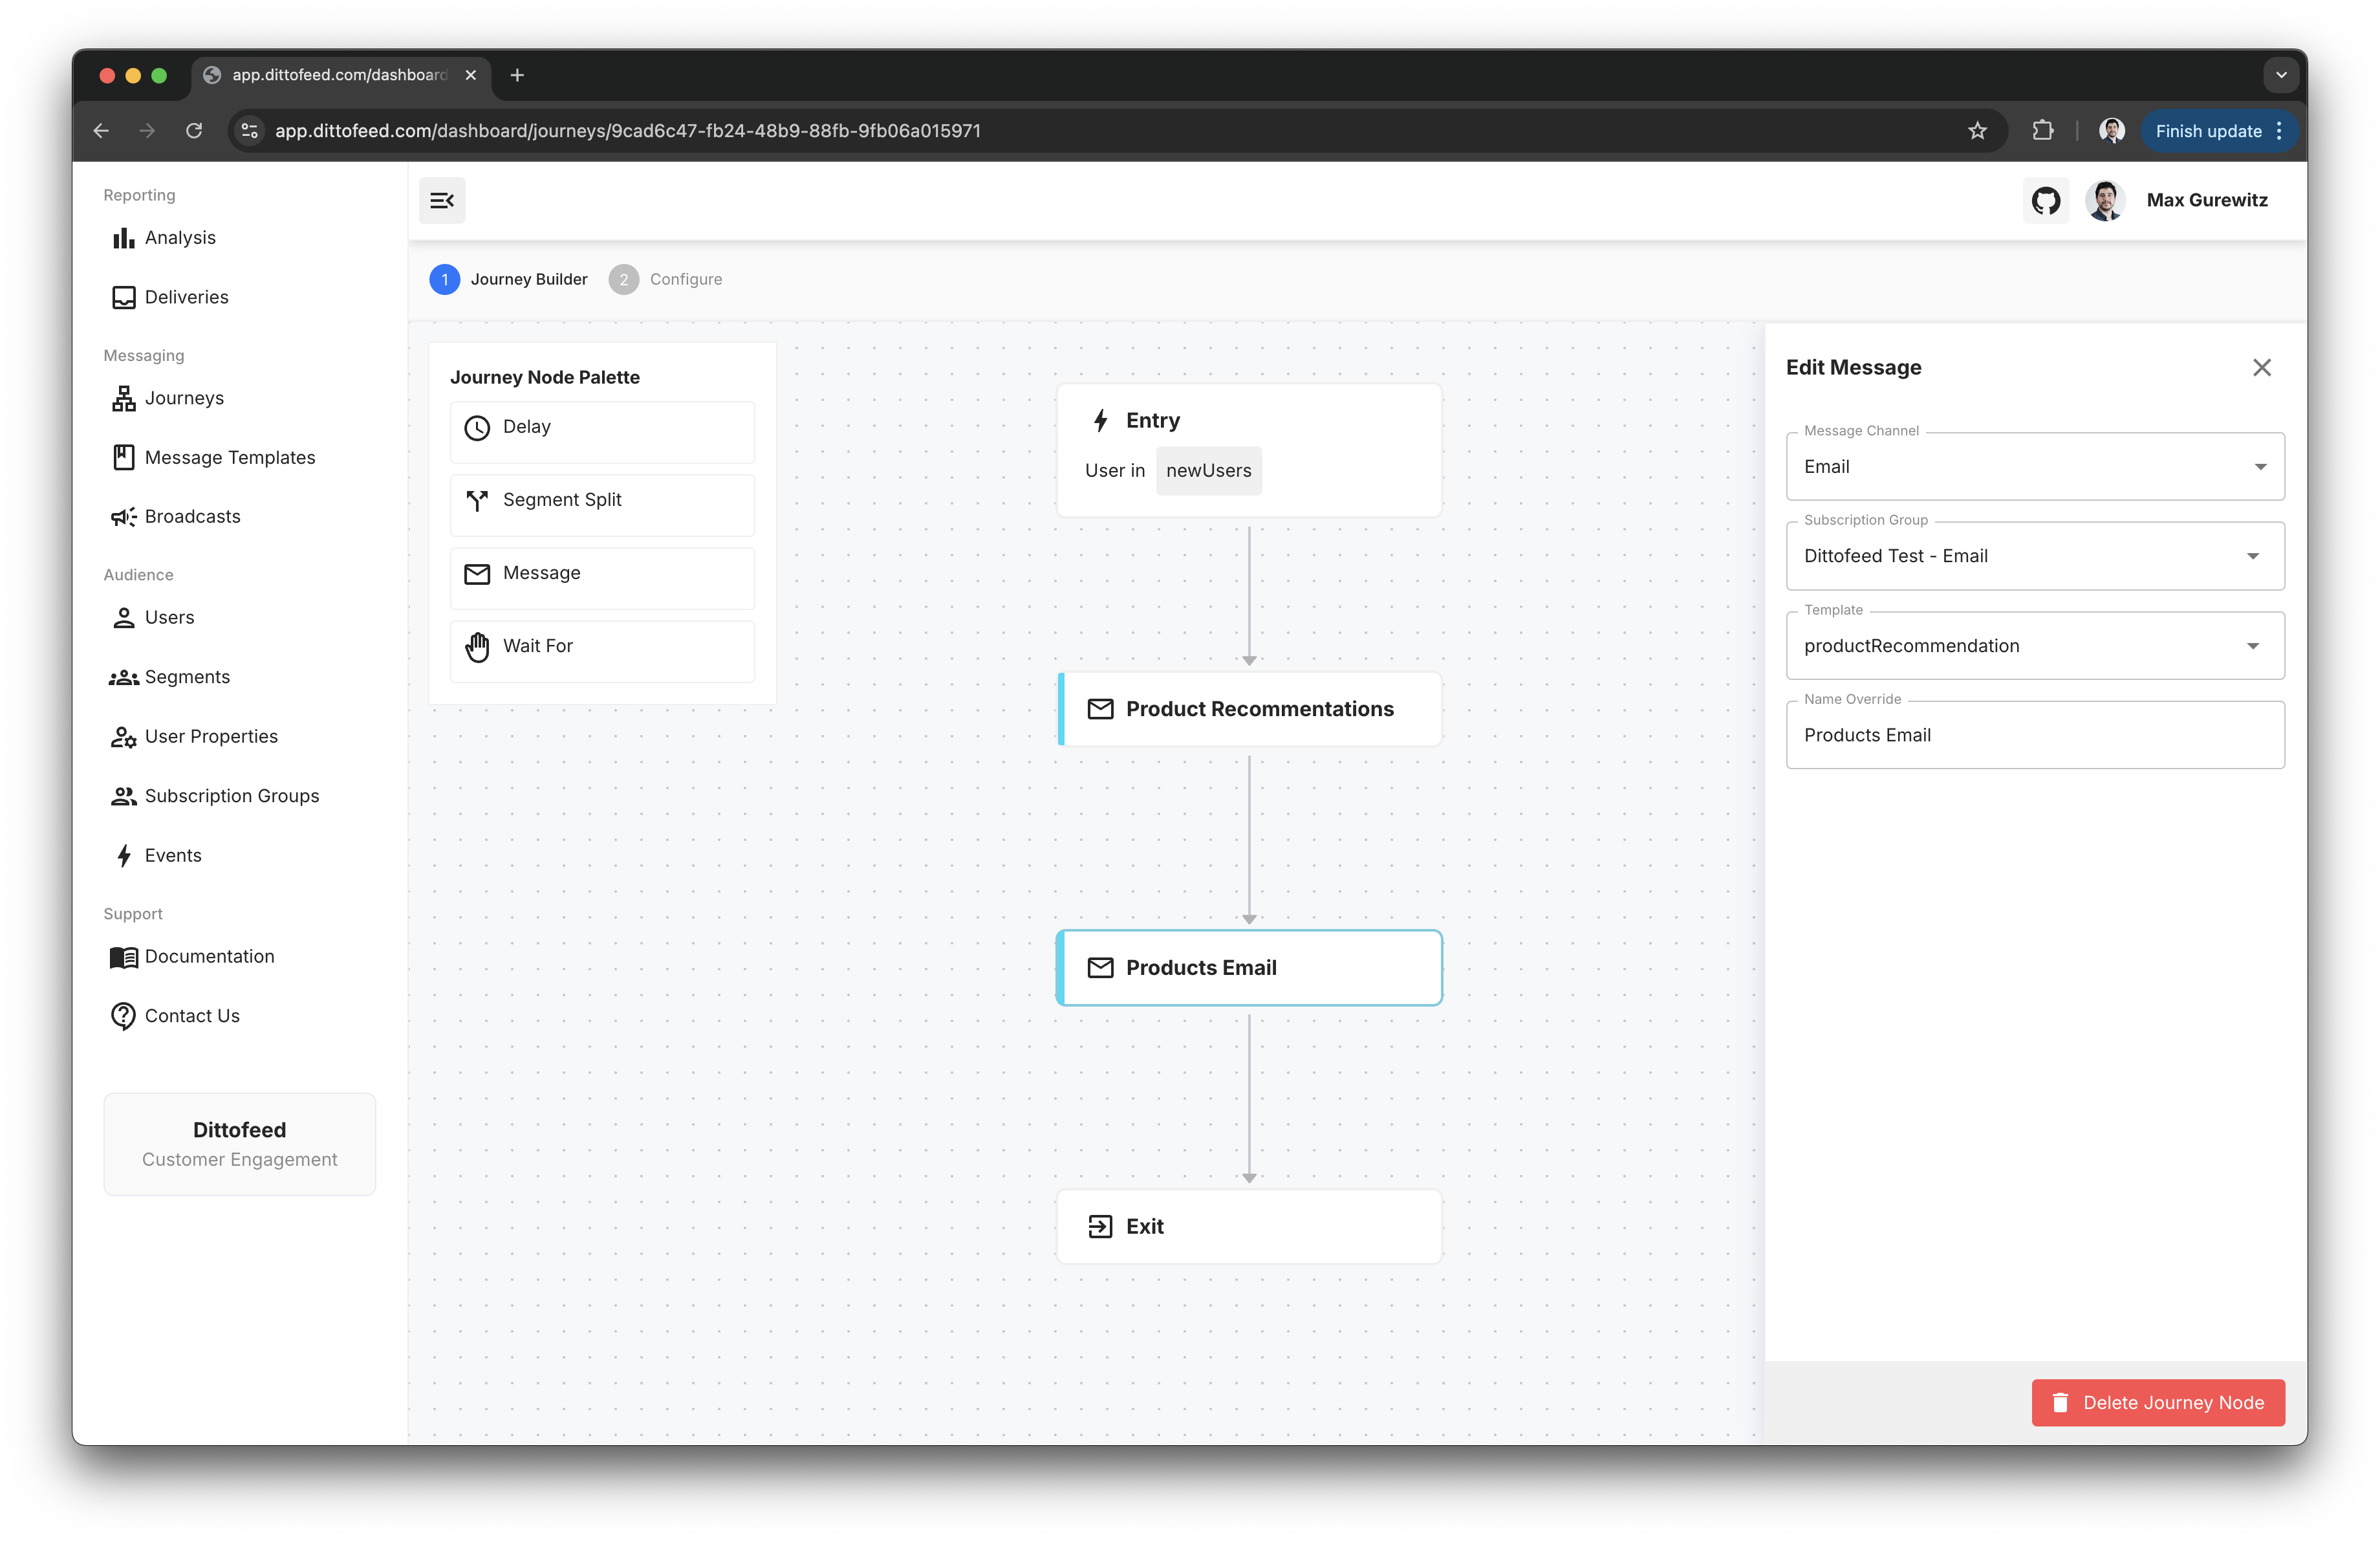 app.dittofeed.com/dashboard
app.dittofeed.com/dashboard/journeys/9cad6c47-fb24-48b9-88fb-9fb06a015971
Finish update
Reporting
Analysis
Deliveries
Messaging
Journeys
Message Templates
Broadcasts
Audience
Users
Segments
User Properties
Subscription Groups
Events
Support
Documentation
Contact Us
Dittofeed
Customer Engagement
Max Gurewitz
1 Journey Builder 2 Configure
Journey Node Palette
Delay
Segment Split
Message
Wait For
Entry
User in newUsers
Product Recommentations
Products Email
Exit
Edit Message
Message Channel
Email
Subscription Group
Dittofeed Test - Email
Template
productRecommendation
Name Override
Products Email
Delete Journey Node